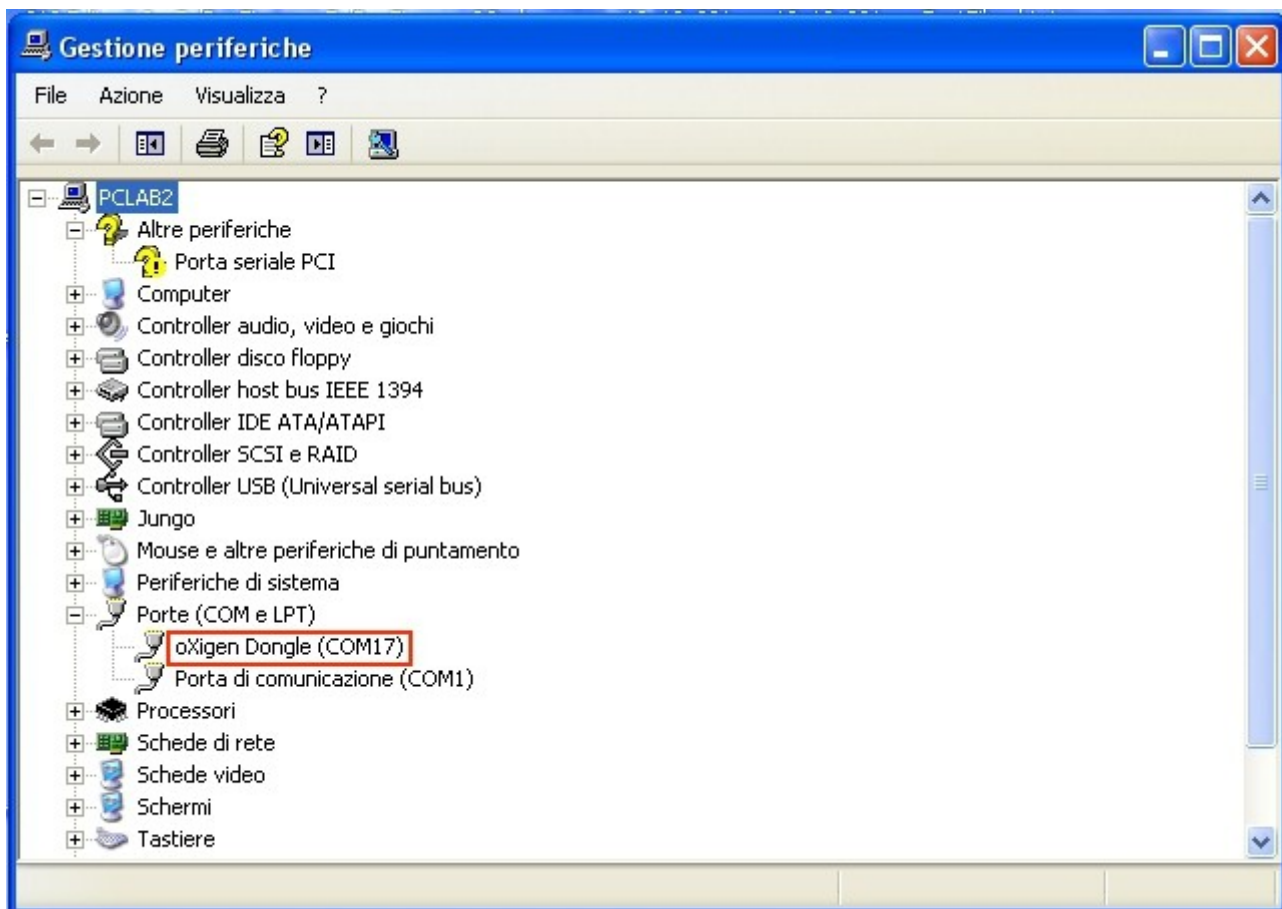 Gestione periferiche
File Azione Visualizza ?
PCLAB2
Altre periferiche
Porta seriale PCI
Computer
Controller audio, video e giochi
Controller disco floppy
Controller host bus IEEE 1394
Controller IDE ATA/ATAPI
Controller SCSI e RAID
Controller USB (Universal serial bus)
Jungo
Mouse e altre periferiche di puntamento
Periferiche di sistema
Porte (COM e LPT)
oXigen Dongle (COM17)
Porta di comunicazione (COM1)
Processori
Schede di rete
Schede video
Schermi
Tastiere